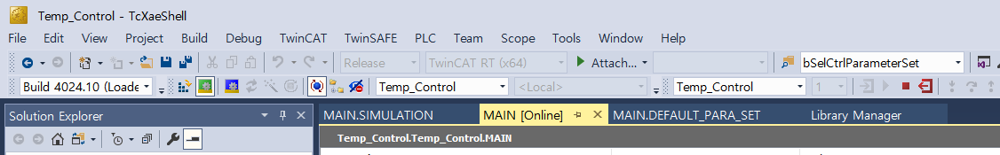 Temp_Control - TcXaeShell
File Edit View Project Build Debug TwinCAT TwinSAFE PLC Team Scope Tools Window Help
Release TwinCAT RT (x64) Attach... bSelCtrlParameterSet
Build 4024.10 (Loade Temp_Control <Local> Temp_Control 1
Solution Explorer MAIN.SIMULATION MAIN [Online] MAIN.DEFAULT_PARA_SET Library Manager
Temp_Control.Temp_Control.MAIN